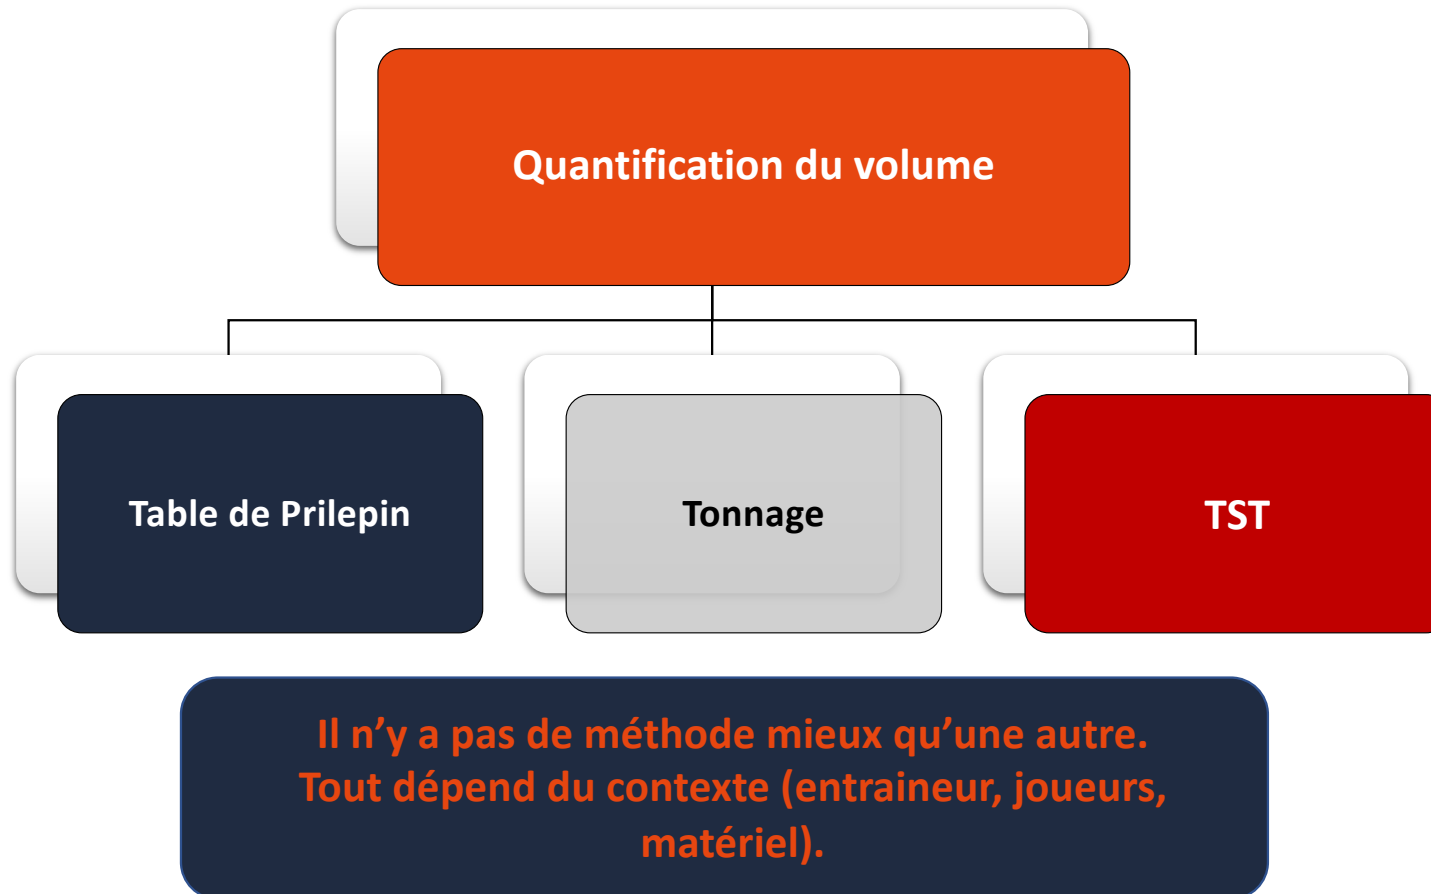 Quantification du volume
Table de Prilepin
Tonnage
TST
Il n’y a pas de méthode mieux qu’une autre.
Tout dépend du contexte (entraineur, joueurs,
matériel).